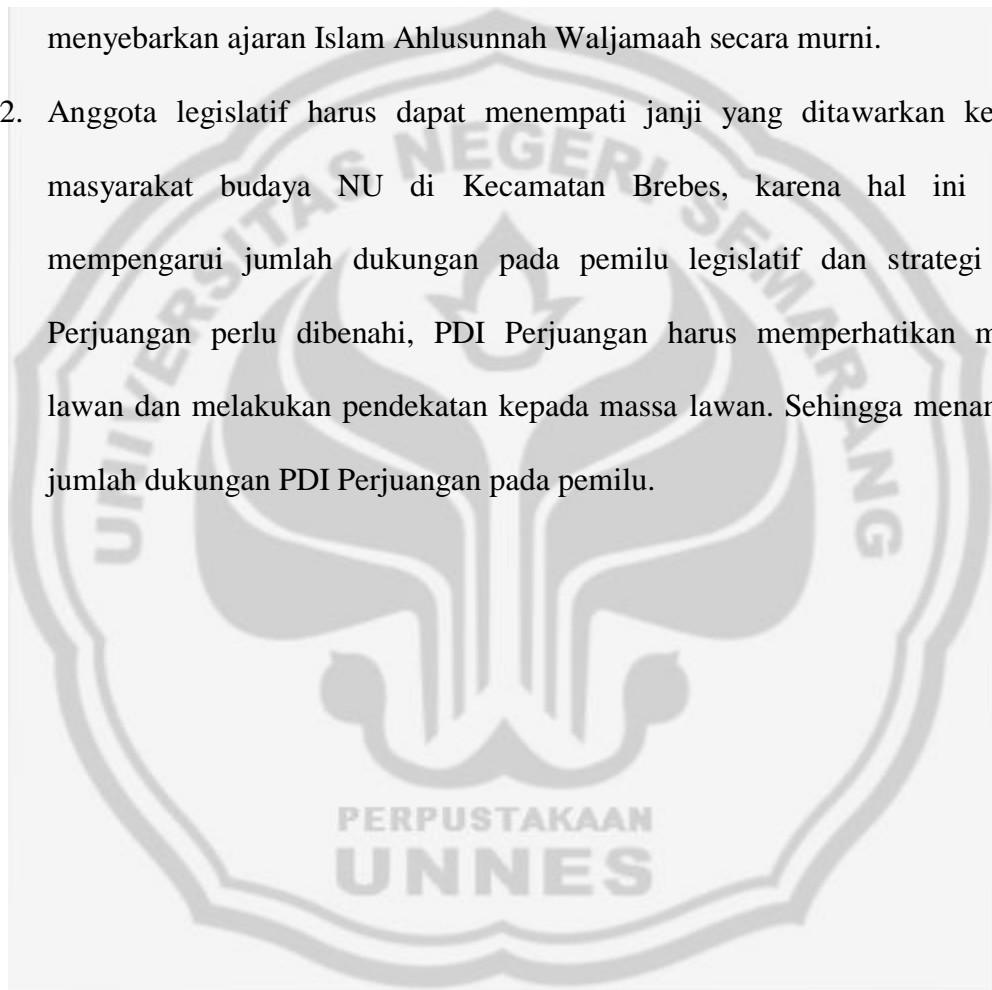 menyebarkan ajaran Islam Ahlusunnah Waljamaah secara murni.
2. Anggota legislatif harus dapat menempati janji yang ditawarkan ke
masyarakat budaya NU di Kecamatan Brebes, karena hal ini
mempengarui jumlah dukungan pada pemilu legislatif dan strategi
Perjuangan perlu dibenahi, PDI Perjuangan harus memperhatikan m
lawan dan melakukan pendekatan kepada massa lawan. Sehingga menam
jumlah dukungan PDI Perjuangan pada pemilu.
UNIVERSITAS NEGERI SEMARANG
PERPUSTAKAAN
UNNES